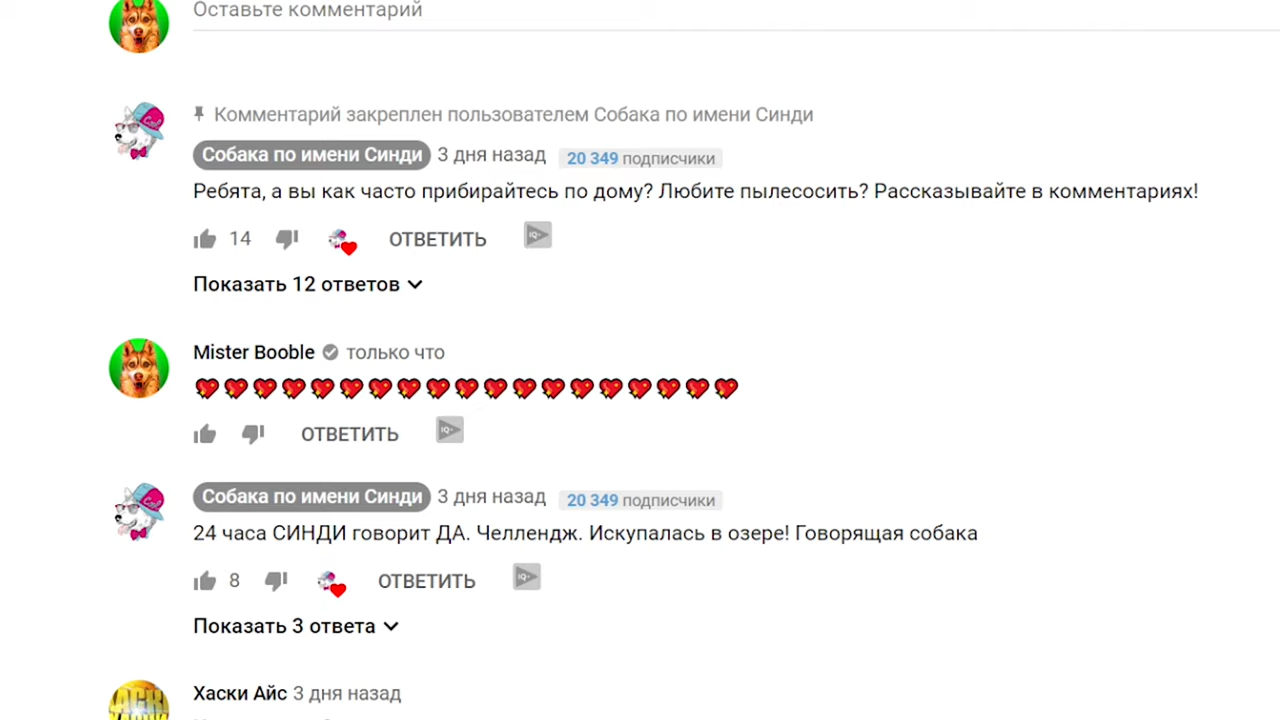 Оставьте комментарий
Комментарий закреплен пользователем Собака по имени Синди
Собака по имени Синди 3 дня назад 20 349 подписчики
Ребята, а вы как часто прибирайтесь по дому? Любите пылесосить? Рассказывайте в комментариях!
14 ОТВЕТИТЬ IQ
Показать 12 ответов
Mister Booble только что
💖💖💖💖💖💖💖💖💖💖💖💖💖💖💖💖💖💖💖
ОТВЕТИТЬ IQ
Собака по имени Синди 3 дня назад 20 349 подписчики
24 часа СИНДИ говорит ДА. Челлендж. Искупалась в озере! Говорящая собака
8 ОТВЕТИТЬ IQ
Показать 3 ответа
Хаски Айс 3 дня назад